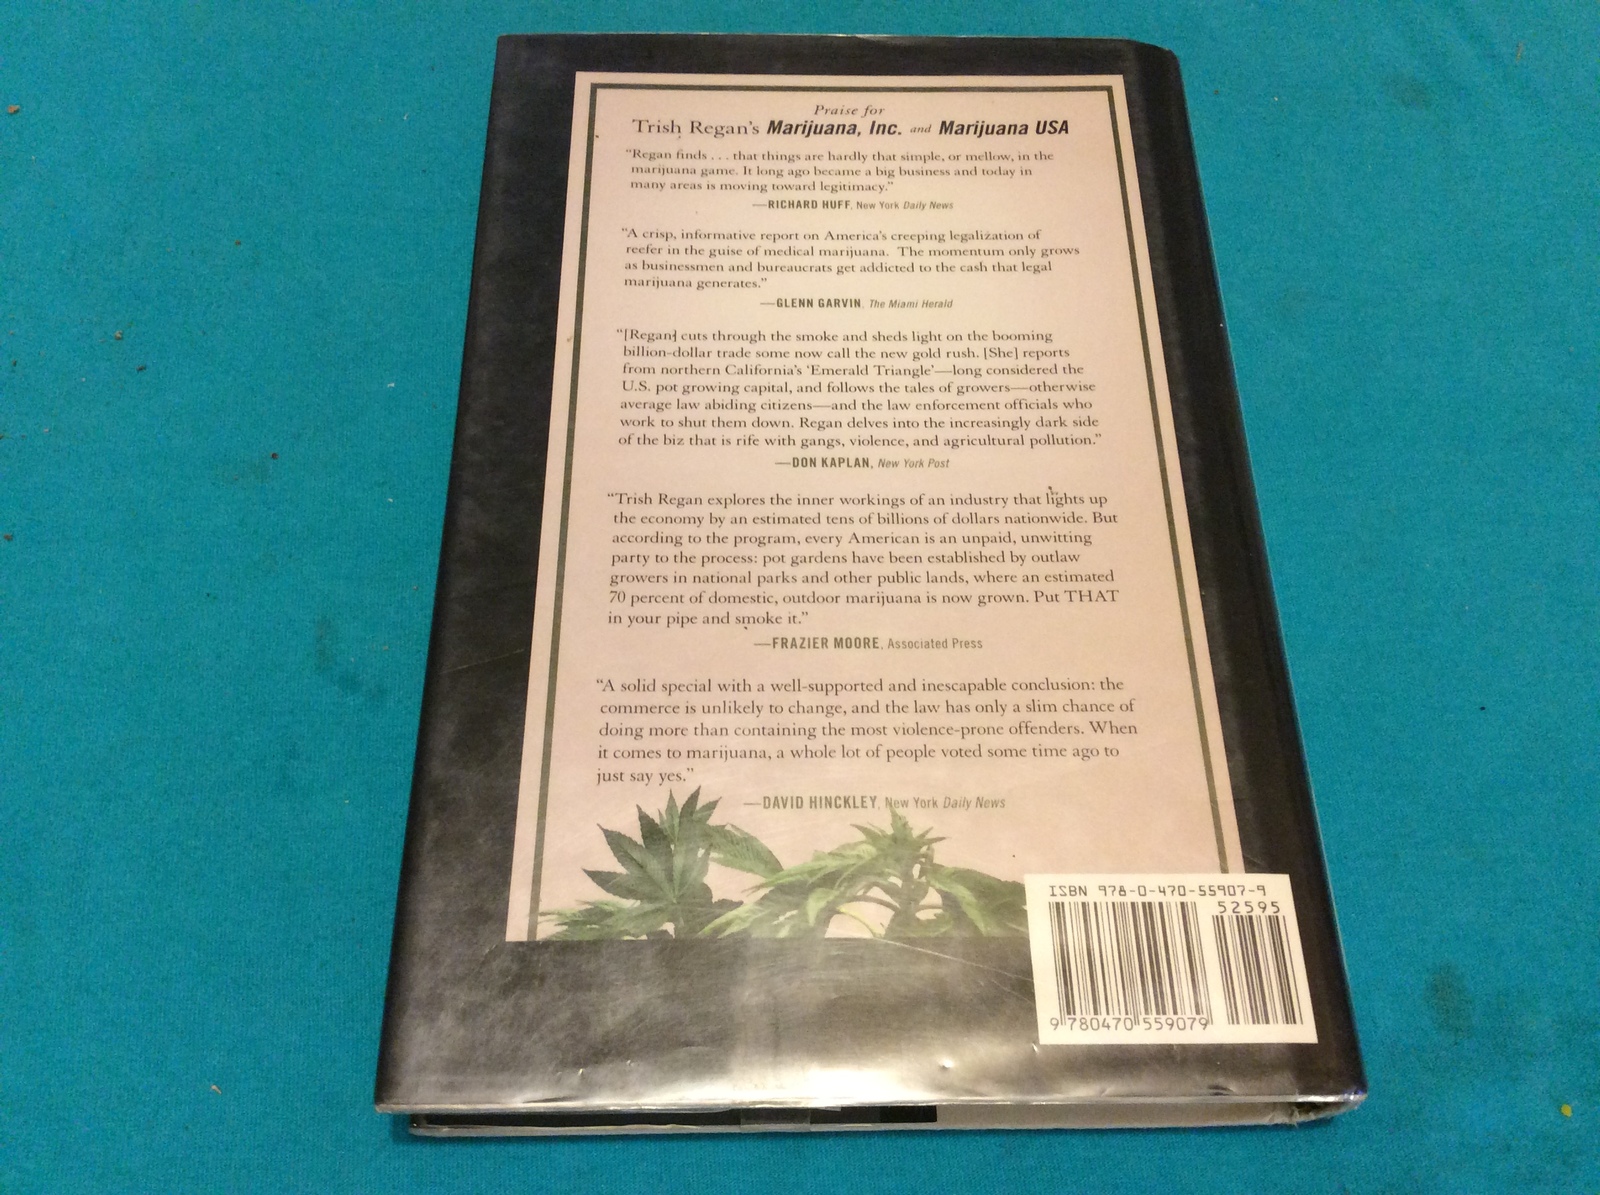 Praise for
Trish Regan's Marijuana, Inc. and Marijuana USA
"Regan finds . . . that things are hardly that simple, or mellow, in the
marijuana game. It long ago became a big business and today in
many areas is moving toward legitimacy."
—RICHARD HUFF, New York Daily News
"A crisp, informative report on America's creeping legalization of
reefer in the guise of medical marijuana. The momentum only grows
as businessmen and bureaucrats get addicted to the cash that legal
marijuana generates."
—GLENN GARVIN, The Miami Herald
"[Regan] cuts through the smoke and sheds light on the booming
billion-dollar trade some now call the new gold rush. [She] reports
from northern California's 'Emerald Triangle'—long considered the
U.S. pot growing capital, and follows the tales of growers—otherwise
average law abiding citizens—and the law enforcement officials who
work to shut them down. Regan delves into the increasingly dark side
of the biz that is rife with gangs, violence, and agricultural pollution."
—DON KAPLAN, New York Post
"Trish Regan explores the inner workings of an industry that lights up
the economy by an estimated tens of billions of dollars nationwide. But
according to the program, every American is an unpaid, unwitting
party to the process: pot gardens have been established by outlaw
growers in national parks and other public lands, where an estimated
70 percent of domestic, outdoor marijuana is now grown. Put THAT
in your pipe and smoke it."
—FRAZIER MOORE, Associated Press
"A solid special with a well-supported and inescapable conclusion: the
commerce is unlikely to change, and the law has only a slim chance of
doing more than containing the most violence-prone offenders. When
it comes to marijuana, a whole lot of people voted some time ago to
just say yes."
—DAVID HINCKLEY, New York Daily News
ISBN 978-0-470-55907-9
52595
9 780470 559079